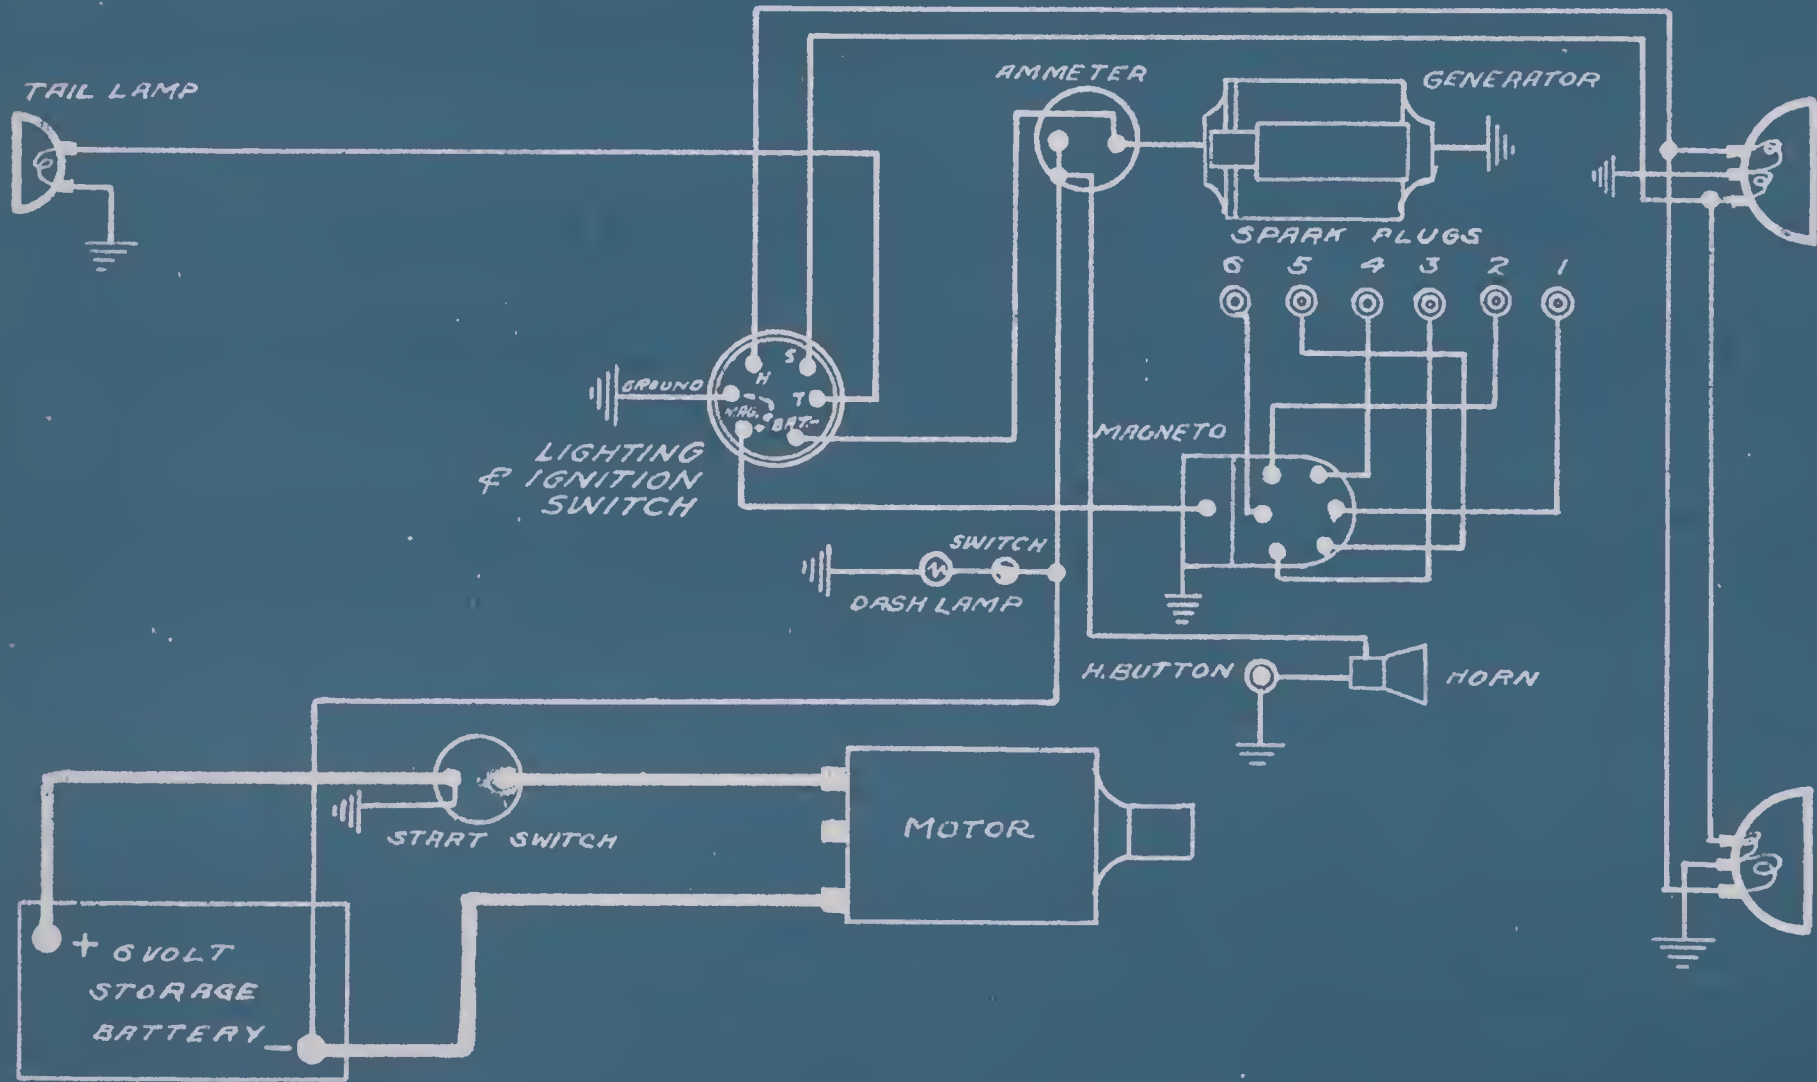 TAIL LAMP
AMMETER
GENERATOR
SPARK PLUGS
6 5 4 3 2 1
S
H
GROUND
T
MAG.
BAT.-
LIGHTING
& IGNITION
SWITCH
MAGNETO
SWITCH
DASH LAMP
H. BUTTON
HORN
START SWITCH
MOTOR
+ 6 VOLT
STORAGE
BATTERY -